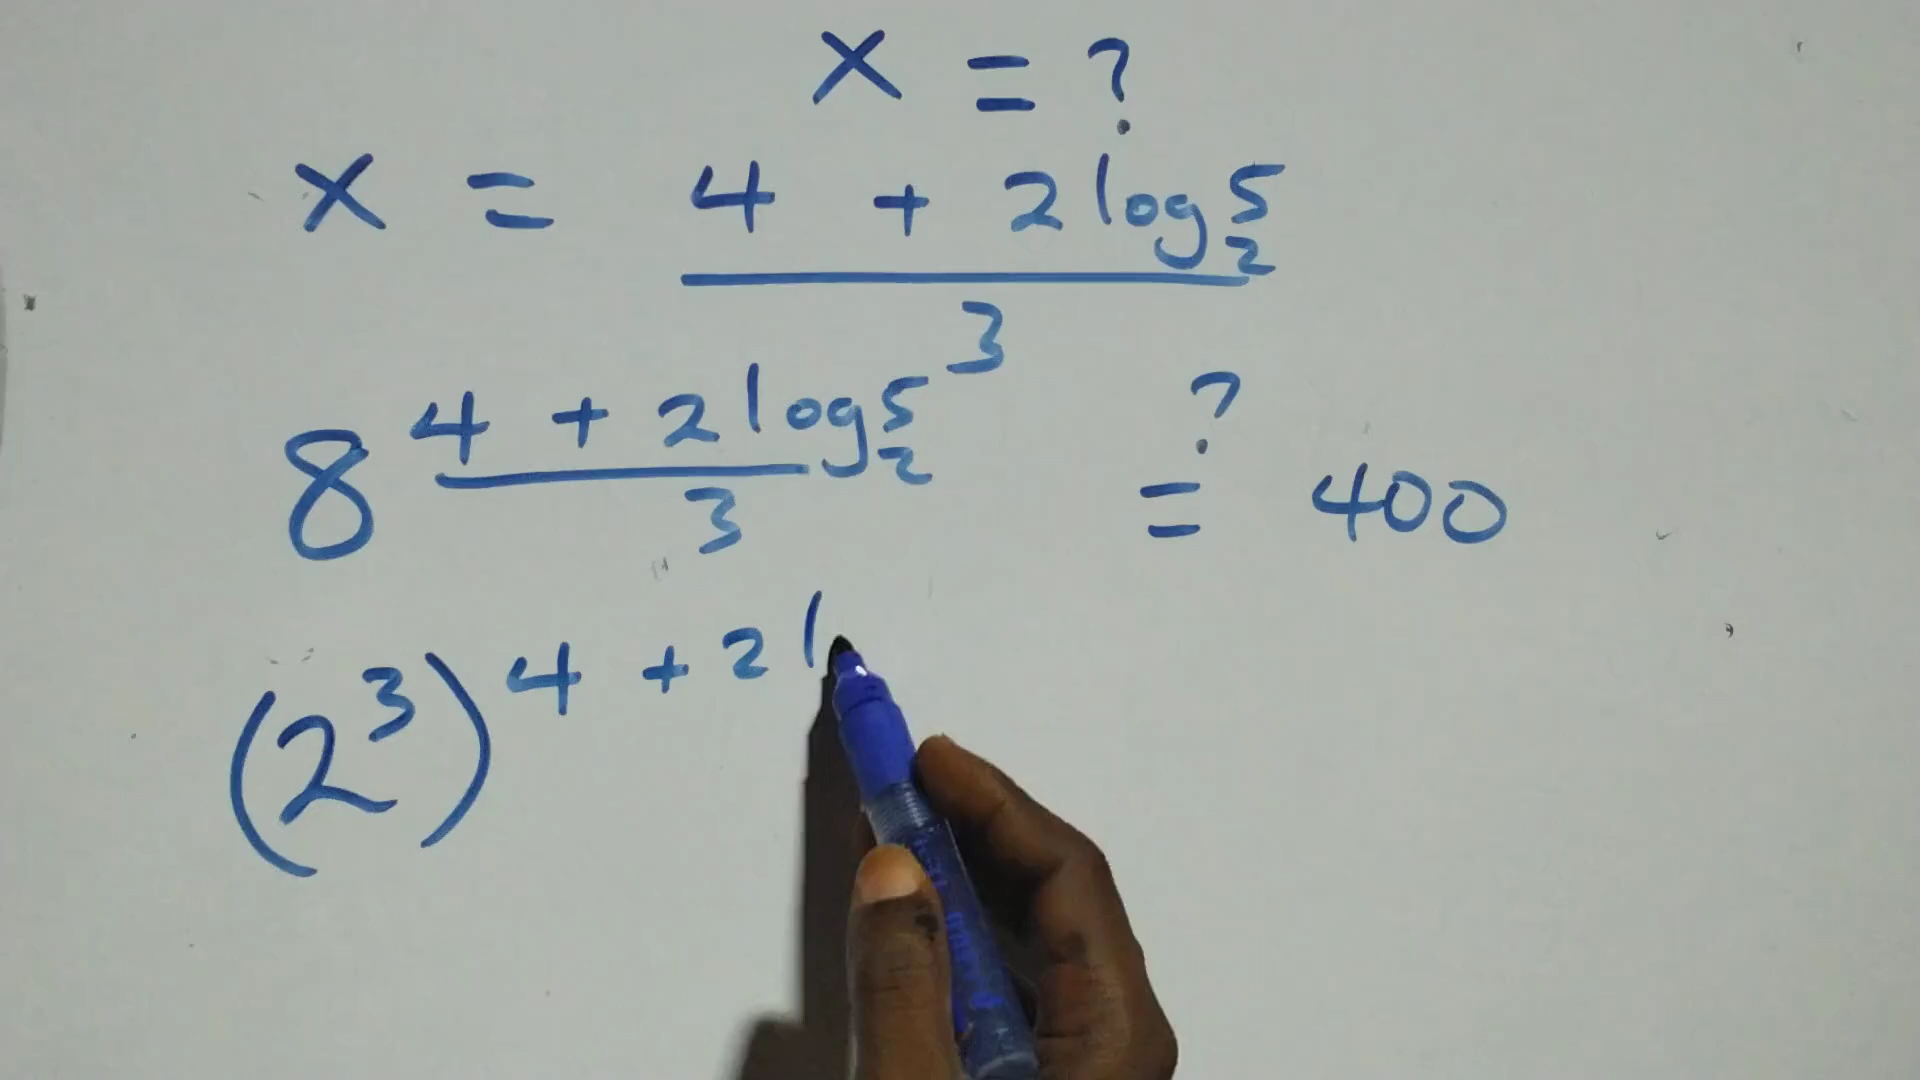 x = ?
x = (4 + 2log₂5)/3
8^((4 + 2log₂5)/3) ?= 400
(2³)^(4 + 2l